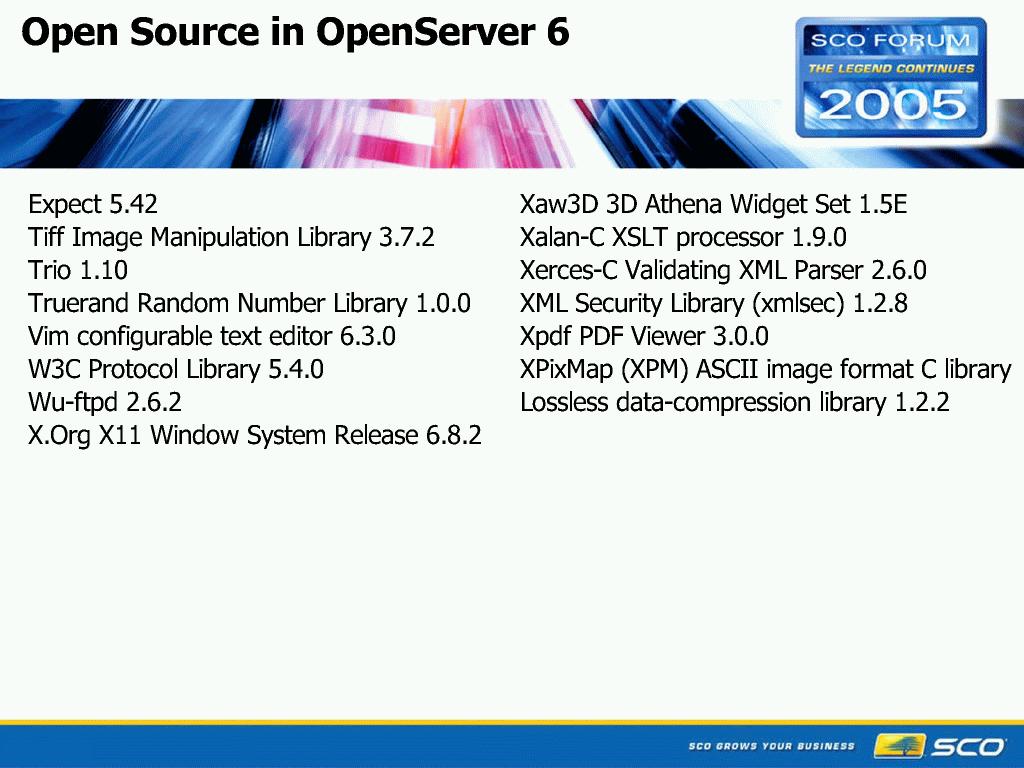 Open Source in OpenServer 6
SCO FORUM
THE LEGEND CONTINUES
2005
Expect 5.42
Tiff Image Manipulation Library 3.7.2
Trio 1.10
Truerand Random Number Library 1.0.0
Vim configurable text editor 6.3.0
W3C Protocol Library 5.4.0
Wu-ftpd 2.6.2
X.Org X11 Window System Release 6.8.2
Xaw3D 3D Athena Widget Set 1.5E
Xalan-C XSLT processor 1.9.0
Xerces-C Validating XML Parser 2.6.0
XML Security Library (xmlsec) 1.2.8
Xpdf PDF Viewer 3.0.0
XPixMap (XPM) ASCII image format C library
Lossless data-compression library 1.2.2
SCO GROWS YOUR BUSINESS
SCO